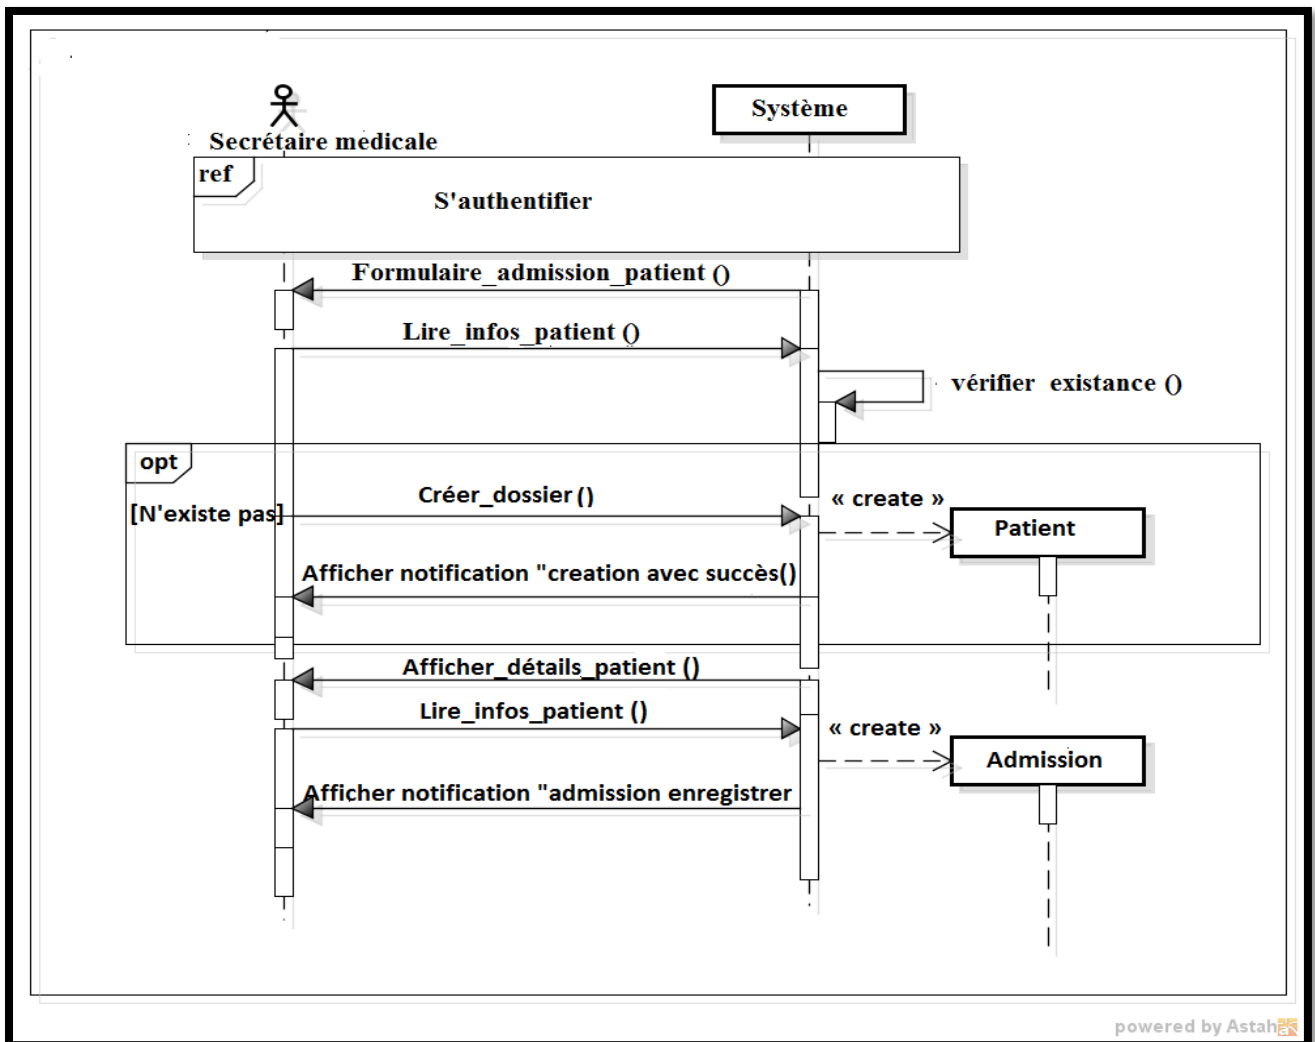 Système
Secrétaire médicale
ref
S'authentifier
Formulaire_admission_patient ()
Lire_infos_patient ()
vérifier existance ()
opt
[N'existe pas]
Créer_dossier ()
« create »
Patient
Afficher notification "creation avec succès()
Afficher_détails_patient ()
Lire_infos_patient ()
« create »
Admission
Afficher notification "admission enregistrer
powered by Astah